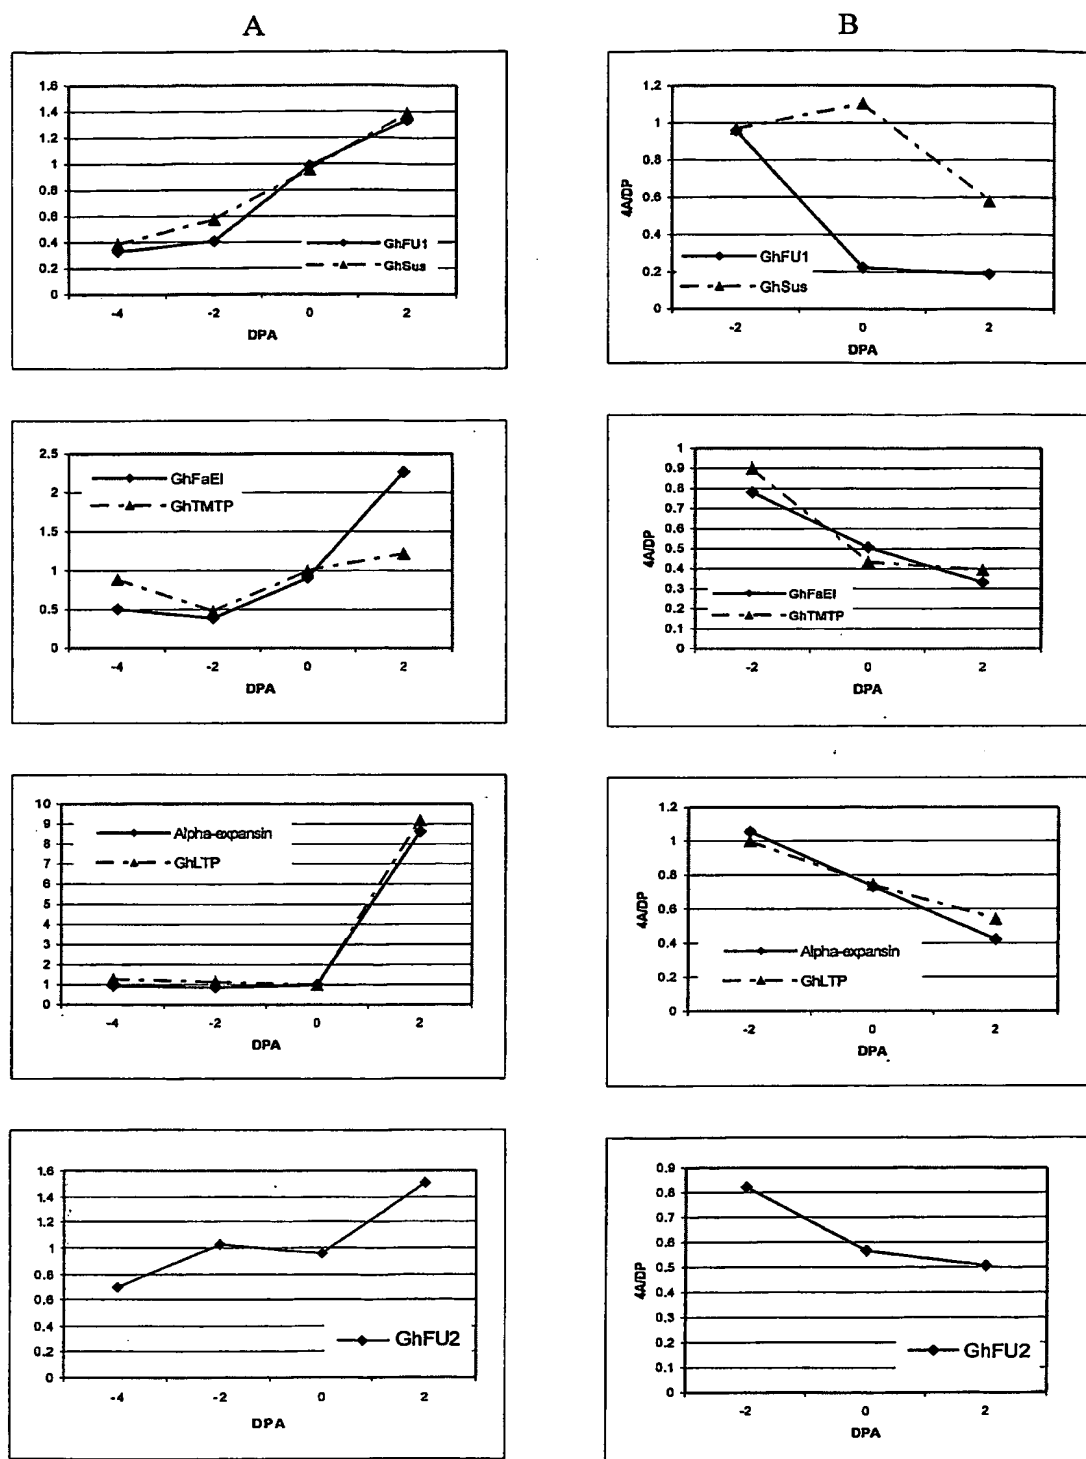 A
1.6
1.4
1.2
1
0.8
0.6
0.4
0.2
0
GhFU1
GhSus
-4 -2 0 2
DPA
B
1.2
1
0.8
0.6
0.4
0.2
0
4A/DP
GhFU1
GhSus
-2 0 2
DPA
2.5
2
1.5
1
0.5
0
GhFaEl
GhTMTP
-4 -2 0 2
DPA
1
0.9
0.8
0.7
0.6
0.5
0.4
0.3
0.2
0.1
0
4A/DP
GhFaEl
GhTMTP
-2 0 2
DPA
10
9
8
7
6
5
4
3
2
1
0
Alpha-expansin
GhLTP
-4 -2 0 2
DPA
1.2
1
0.8
0.6
0.4
0.2
0
4A/DP
Alpha-expansin
GhLTP
-2 0 2
DPA
1.6
1.4
1.2
1
0.8
0.6
0.4
0.2
0
GhFU2
-4 -2 0 2
DPA
0.9
0.8
0.7
0.6
0.5
0.4
0.3
0.2
0.1
0
4A/DP
GhFU2
-2 0 2
DPA